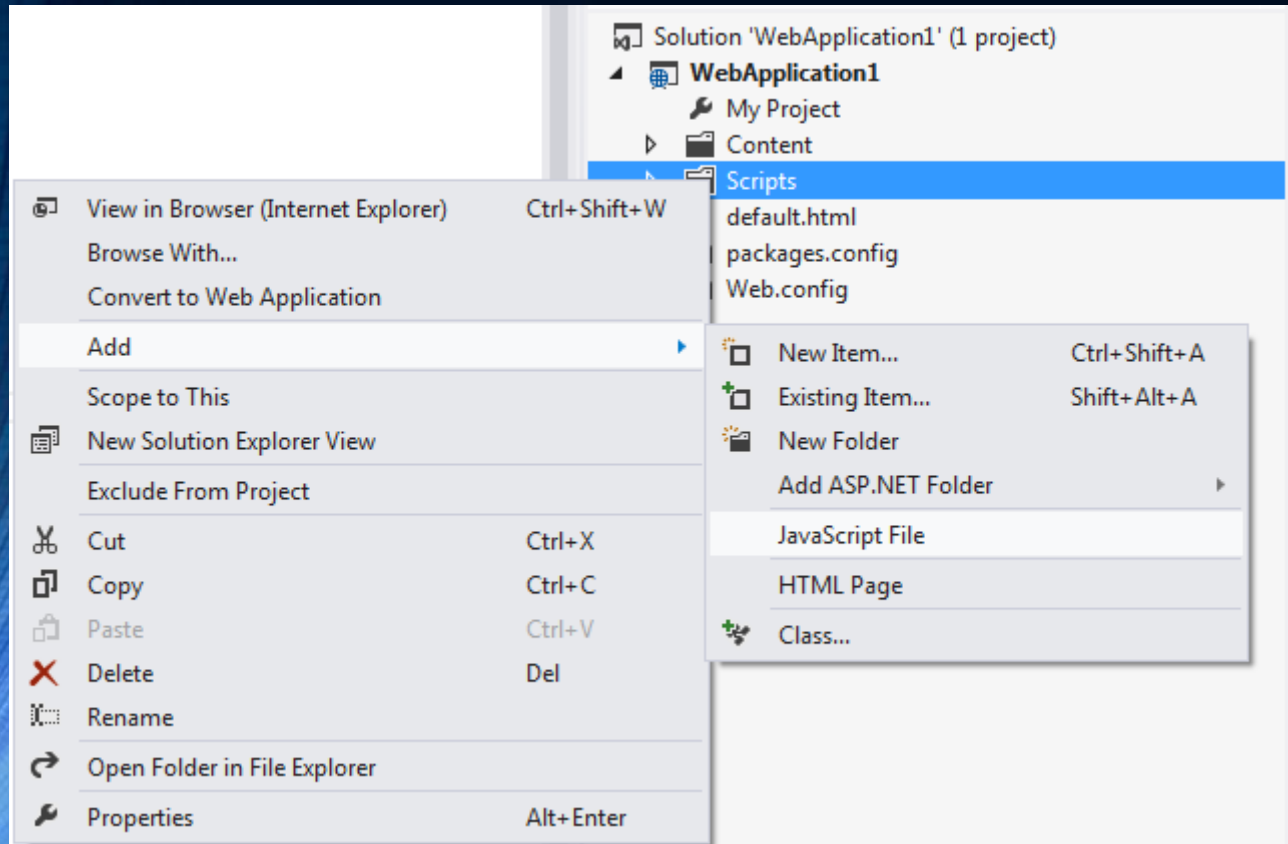 Solution 'WebApplication1' (1 project)
WebApplication1
My Project
Content
Scripts
default.html
packages.config
Web.config
View in Browser (Internet Explorer) Ctrl+Shift+W
Browse With...
Convert to Web Application
Add
Scope to This
New Solution Explorer View
Exclude From Project
Cut Ctrl+X
Copy Ctrl+C
Paste Ctrl+V
Delete Del
Rename
Open Folder in File Explorer
Properties Alt+Enter
New Item... Ctrl+Shift+A
Existing Item... Shift+Alt+A
New Folder
Add ASP.NET Folder
JavaScript File
HTML Page
Class...